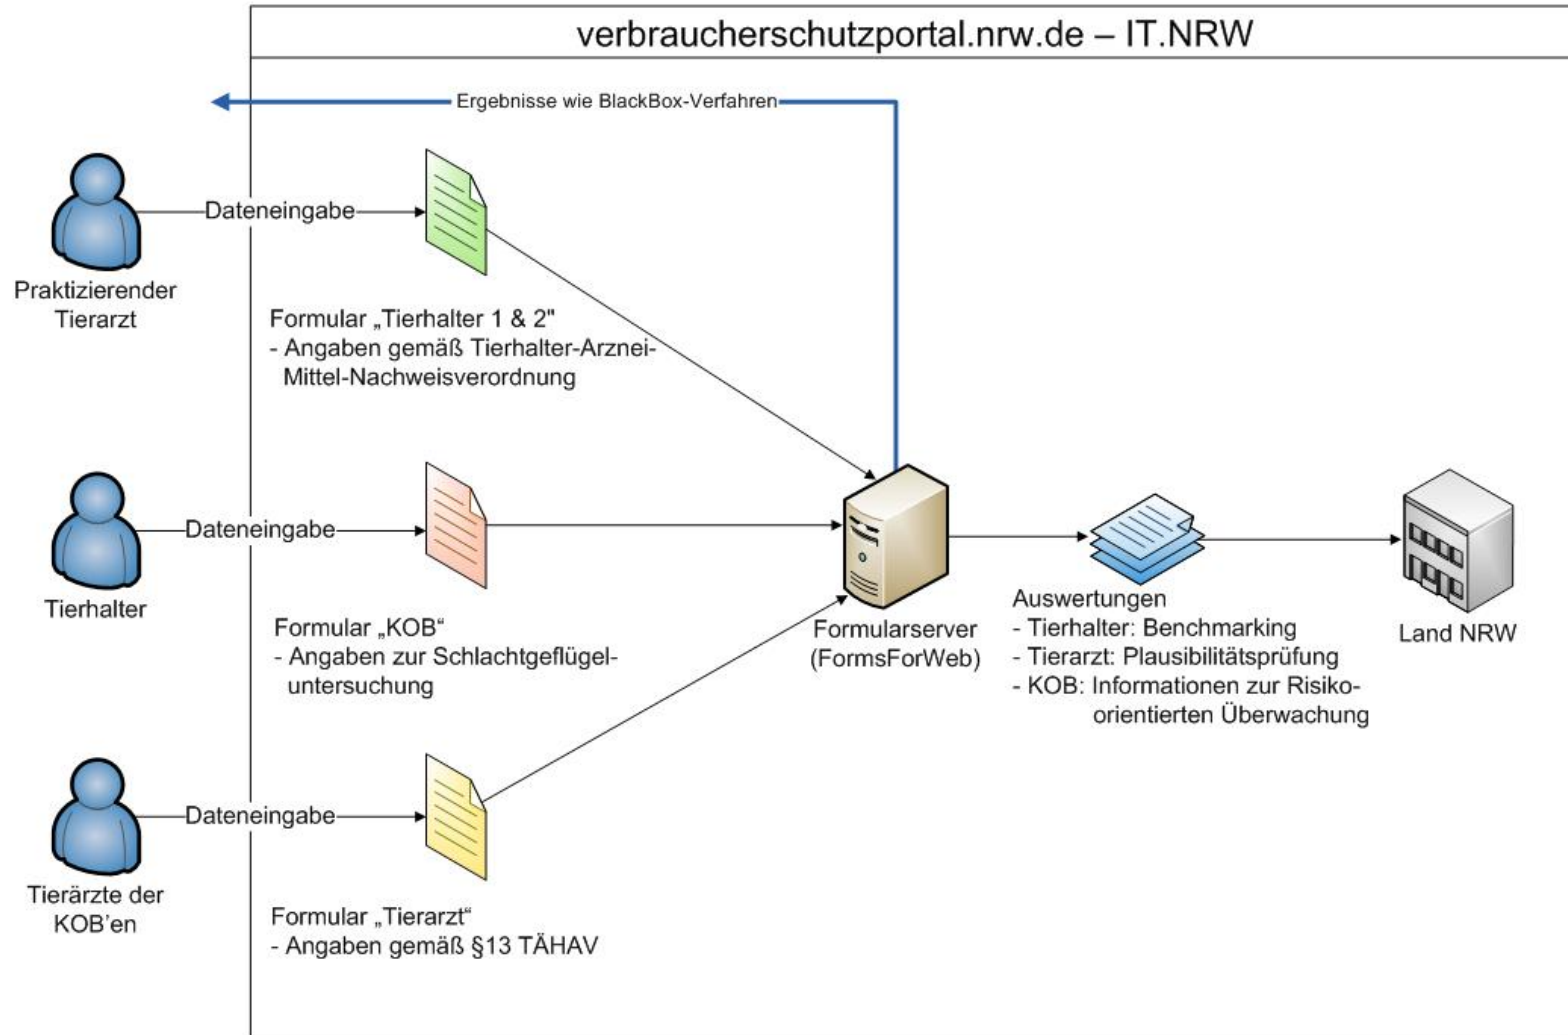 verbraucherschutzportal.nrw.de – IT.NRW
Ergebnisse wie BlackBox-Verfahren
Dateneingabe
Praktizierender
Tierarzt
Formular „Tierhalter 1 & 2"
- Angaben gemäß Tierhalter-Arznei-
Mittel-Nachweisverordnung
Dateneingabe
Tierhalter
Formular „KOB“
- Angaben zur Schlachtgeflügel-
untersuchung
Formularserver
(FormsForWeb)
Auswertungen
- Tierhalter: Benchmarking
- Tierarzt: Plausibilitätsprüfung
- KOB: Informationen zur Risiko-
orientierten Überwachung
Land NRW
Dateneingabe
Tierärzte der
KOB’en
Formular „Tierarzt“
- Angaben gemäß §13 TÄHAV